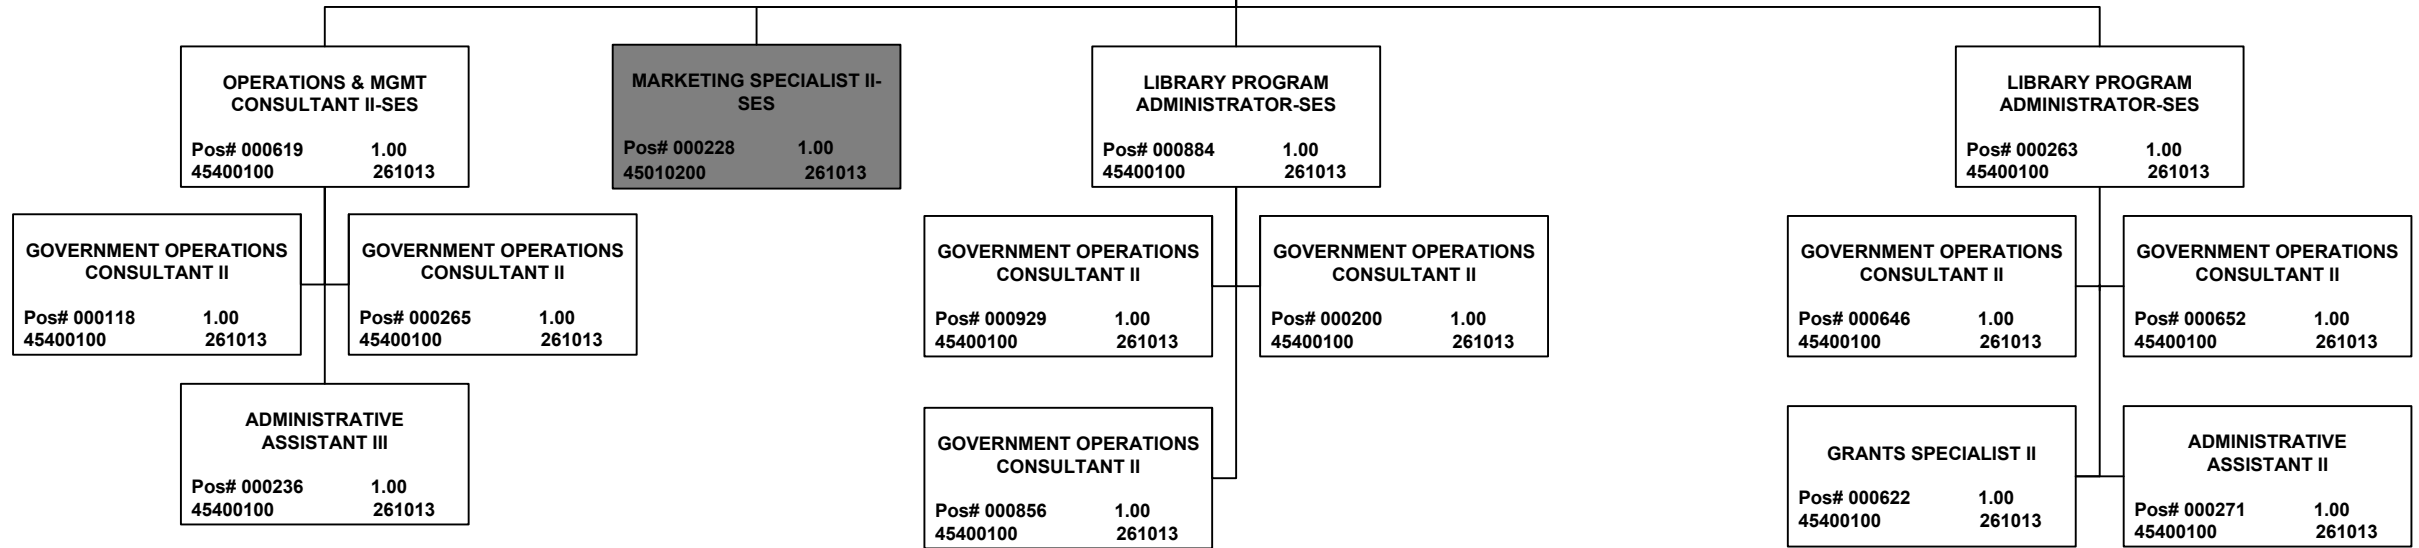 OPERATIONS & MGMT
CONSULTANT II-SES
Pos# 000619 1.00
45400100 261013
MARKETING SPECIALIST II-
SES
Pos# 000228 1.00
45010200 261013
LIBRARY PROGRAM
ADMINISTRATOR-SES
Pos# 000884 1.00
45400100 261013
LIBRARY PROGRAM
ADMINISTRATOR-SES
Pos# 000263 1.00
45400100 261013
GOVERNMENT OPERATIONS
CONSULTANT II
Pos# 000118 1.00
45400100 261013
GOVERNMENT OPERATIONS
CONSULTANT II
Pos# 000265 1.00
45400100 261013
GOVERNMENT OPERATIONS
CONSULTANT II
Pos# 000929 1.00
45400100 261013
GOVERNMENT OPERATIONS
CONSULTANT II
Pos# 000200 1.00
45400100 261013
GOVERNMENT OPERATIONS
CONSULTANT II
Pos# 000646 1.00
45400100 261013
GOVERNMENT OPERATIONS
CONSULTANT II
Pos# 000652 1.00
45400100 261013
ADMINISTRATIVE
ASSISTANT III
Pos# 000236 1.00
45400100 261013
GOVERNMENT OPERATIONS
CONSULTANT II
Pos# 000856 1.00
45400100 261013
GRANTS SPECIALIST II
Pos# 000622 1.00
45400100 261013
ADMINISTRATIVE
ASSISTANT II
Pos# 000271 1.00
45400100 261013